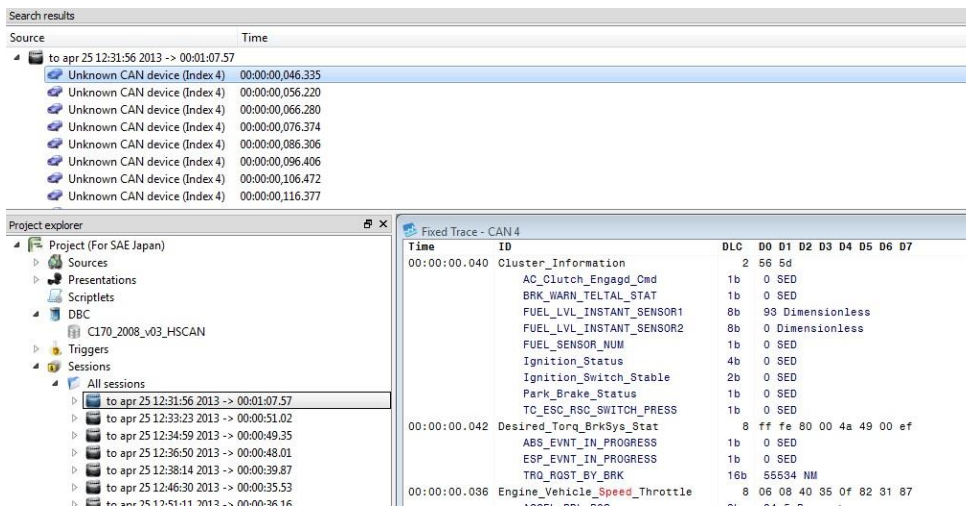 Search results
Source Time
to apr 25 12:31:56 2013 -> 00:01:07.57
Unknown CAN device (Index 4) 00:00:00,046.335
Unknown CAN device (Index 4) 00:00:00,056.220
Unknown CAN device (Index 4) 00:00:00,066.280
Unknown CAN device (Index 4) 00:00:00,076.374
Unknown CAN device (Index 4) 00:00:00,086.306
Unknown CAN device (Index 4) 00:00:00,096.406
Unknown CAN device (Index 4) 00:00:00,106.472
Unknown CAN device (Index 4) 00:00:00,116.377
Project explorer
Project (For SAE Japan)
Sources
Presentations
Scriptlets
DBC
C170_2008_v03_HSCAN
Triggers
Sessions
All sessions
to apr 25 12:31:56 2013 -> 00:01:07.57
to apr 25 12:33:23 2013 -> 00:00:51.02
to apr 25 12:34:59 2013 -> 00:00:49.35
to apr 25 12:36:50 2013 -> 00:00:48.01
to apr 25 12:38:14 2013 -> 00:00:39.87
to apr 25 12:46:30 2013 -> 00:00:35.53
to apr 25 12:51:11 2013 -> 00:00:36.16
Fixed Trace - CAN 4
Time ID DLC D0 D1 D2 D3 D4 D5 D6 D7
00:00:00.040 Cluster_Information 2 56 5d
AC_Clutch_Engagd_Cmd 1b 0 SED
BRK_WARN_TELTAL_STAT 1b 0 SED
FUEL_LVL_INSTANT_SENSOR1 8b 93 Dimensionless
FUEL_LVL_INSTANT_SENSOR2 8b 0 Dimensionless
FUEL_SENSOR_NUM 1b 0 SED
Ignition_Status 4b 0 SED
Ignition_Switch_Stable 2b 0 SED
Park_Brake_Status 1b 0 SED
TC_ESC_RSC_SWITCH_PRESS 1b 0 SED
00:00:00.042 Desired_Torq_BrkSys_Stat 8 ff fe 80 00 4a 49 00 ef
ABS_EVNT_IN_PROGRESS 1b 0 SED
ESP_EVNT_IN_PROGRESS 1b 0 SED
TRQ_RQST_BY_BRK 16b 55534 NM
00:00:00.036 Engine_Vehicle_Speed_Throttle 8 06 08 40 35 0f 82 31 87